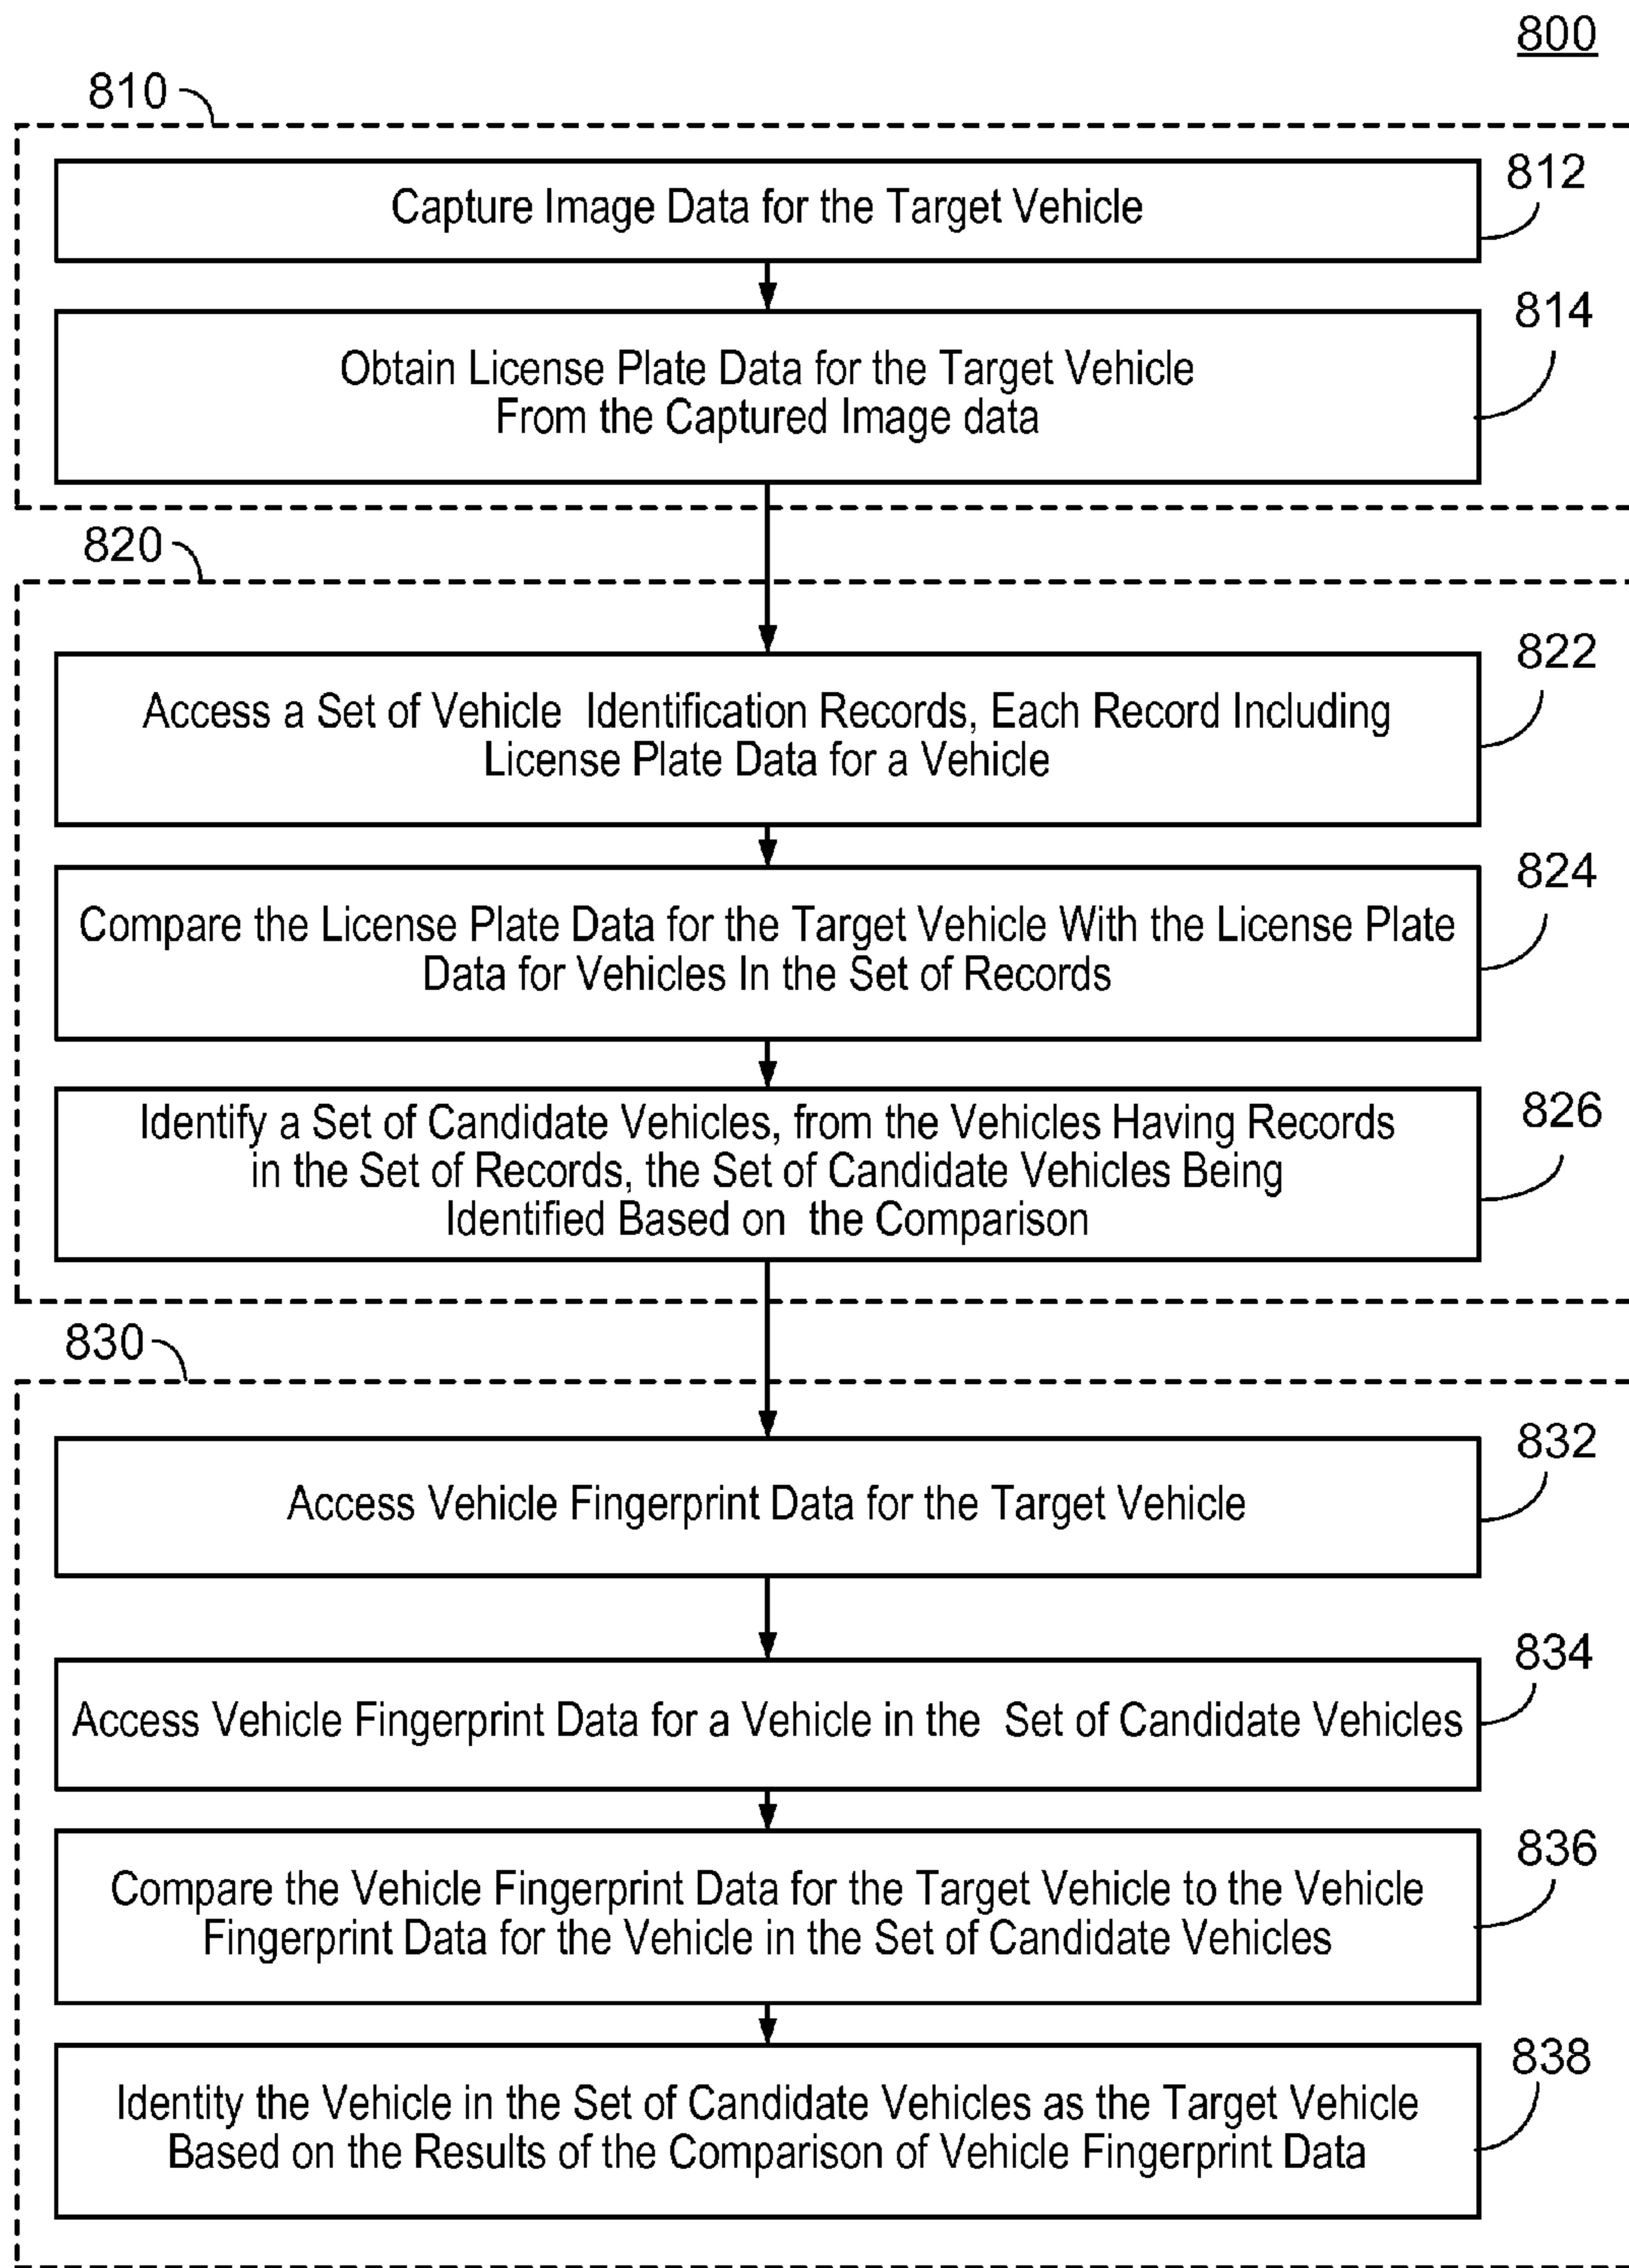 800
810
812
Capture Image Data for the Target Vehicle
814
Obtain License Plate Data for the Target Vehicle
From the Captured Image data
820
822
Access a Set of Vehicle Identification Records, Each Record Including
License Plate Data for a Vehicle
824
Compare the License Plate Data for the Target Vehicle With the License Plate
Data for Vehicles In the Set of Records
826
Identify a Set of Candidate Vehicles, from the Vehicles Having Records
in the Set of Records, the Set of Candidate Vehicles Being
Identified Based on the Comparison
830
832
Access Vehicle Fingerprint Data for the Target Vehicle
834
Access Vehicle Fingerprint Data for a Vehicle in the Set of Candidate Vehicles
836
Compare the Vehicle Fingerprint Data for the Target Vehicle to the Vehicle
Fingerprint Data for the Vehicle in the Set of Candidate Vehicles
838
Identity the Vehicle in the Set of Candidate Vehicles as the Target Vehicle
Based on the Results of the Comparison of Vehicle Fingerprint Data